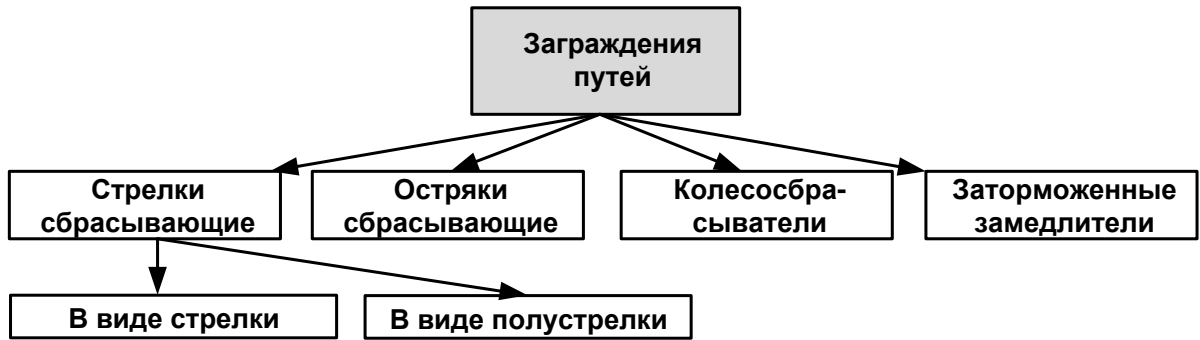 Заграждения
путей
Стрелки
сбрасывающие
Остряки
сбрасывающие
Колесосбра-
сыватели
Заторможенные
замедлители
В виде стрелки
В виде полустрелки